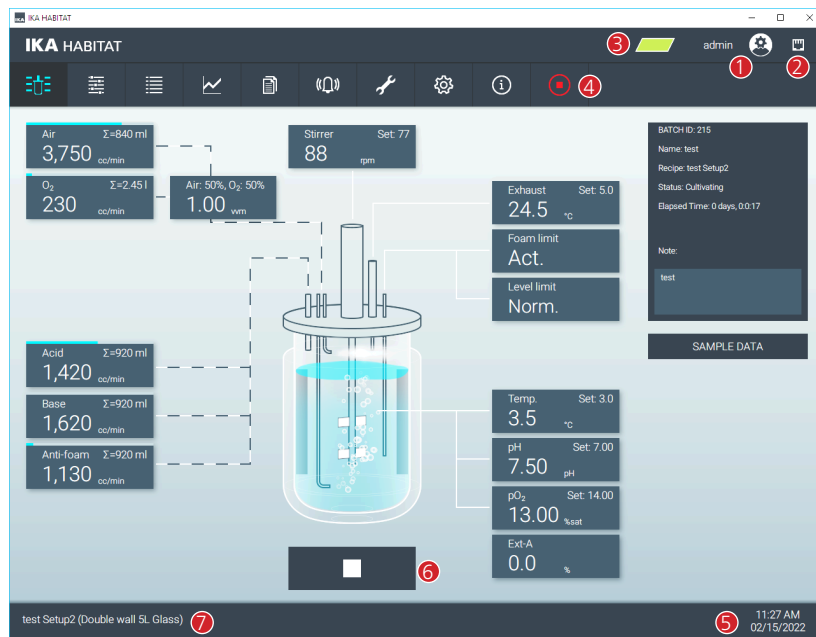 IKA HABITAT
IKA HABITAT
3
admin
1
2
4
Air Σ=840 ml
3,750 cc/min
O₂ Σ=2.45 l
230 cc/min
Air: 50%, O₂: 50%
1.00 vvm
Stirrer Set: 77
88 rpm
Exhaust Set: 5.0
24.5 °C
Foam limit
Act.
Level limit
Norm.
BATCH ID: 215
Name: test
Recipe: test Setup2
Status: Cultivating
Elapsed Time: 0 days, 0:0:17
Note:
test
SAMPLE DATA
Acid Σ=920 ml
1,420 cc/min
Base Σ=920 ml
1,620 cc/min
Anti-foam Σ=920 ml
1,130 cc/min
Temp. Set: 3.0
3.5 °C
pH Set: 7.00
7.50 pH
pO₂ Set: 14.00
13.00 %sat
Ext-A
0.0 %
6
test Setup2 (Double wall 5L Glass) 7
5
11:27 AM
02/15/2022